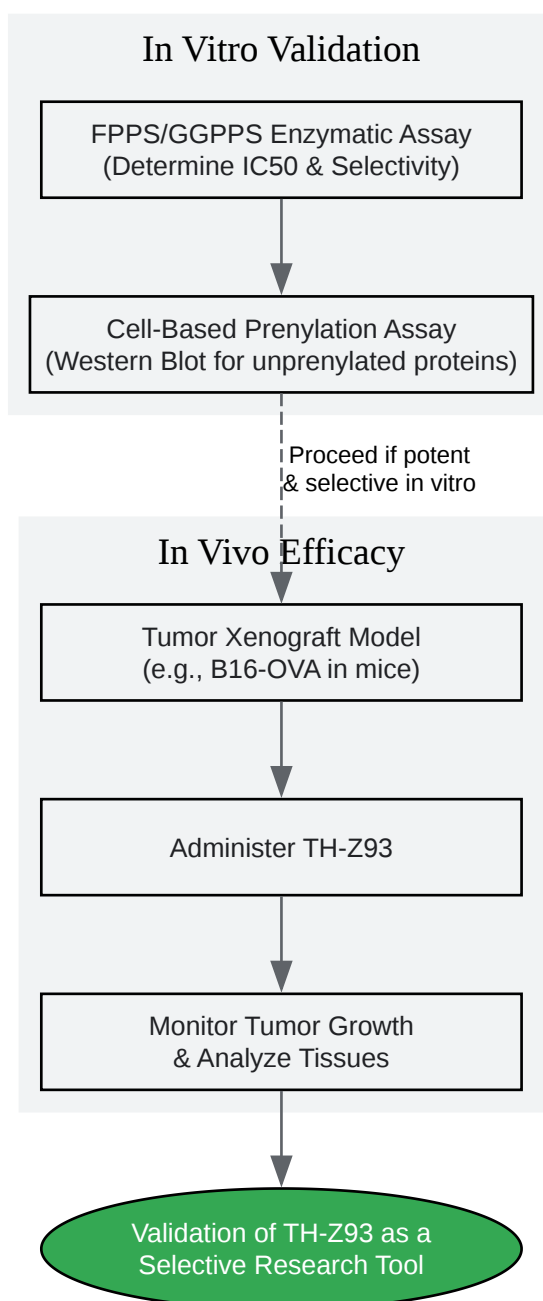 In Vitro Validation
FPPS/GGPPS Enzymatic Assay
(Determine IC50 & Selectivity)
Cell-Based Prenylation Assay
(Western Blot for unprenylated proteins)
Proceed if potent
& selective in vitro
In Vivo Efficacy
Tumor Xenograft Model
(e.g., B16-OVA in mice)
Administer TH-Z93
Monitor Tumor Growth
& Analyze Tissues
Validation of TH-Z93 as a
Selective Research Tool